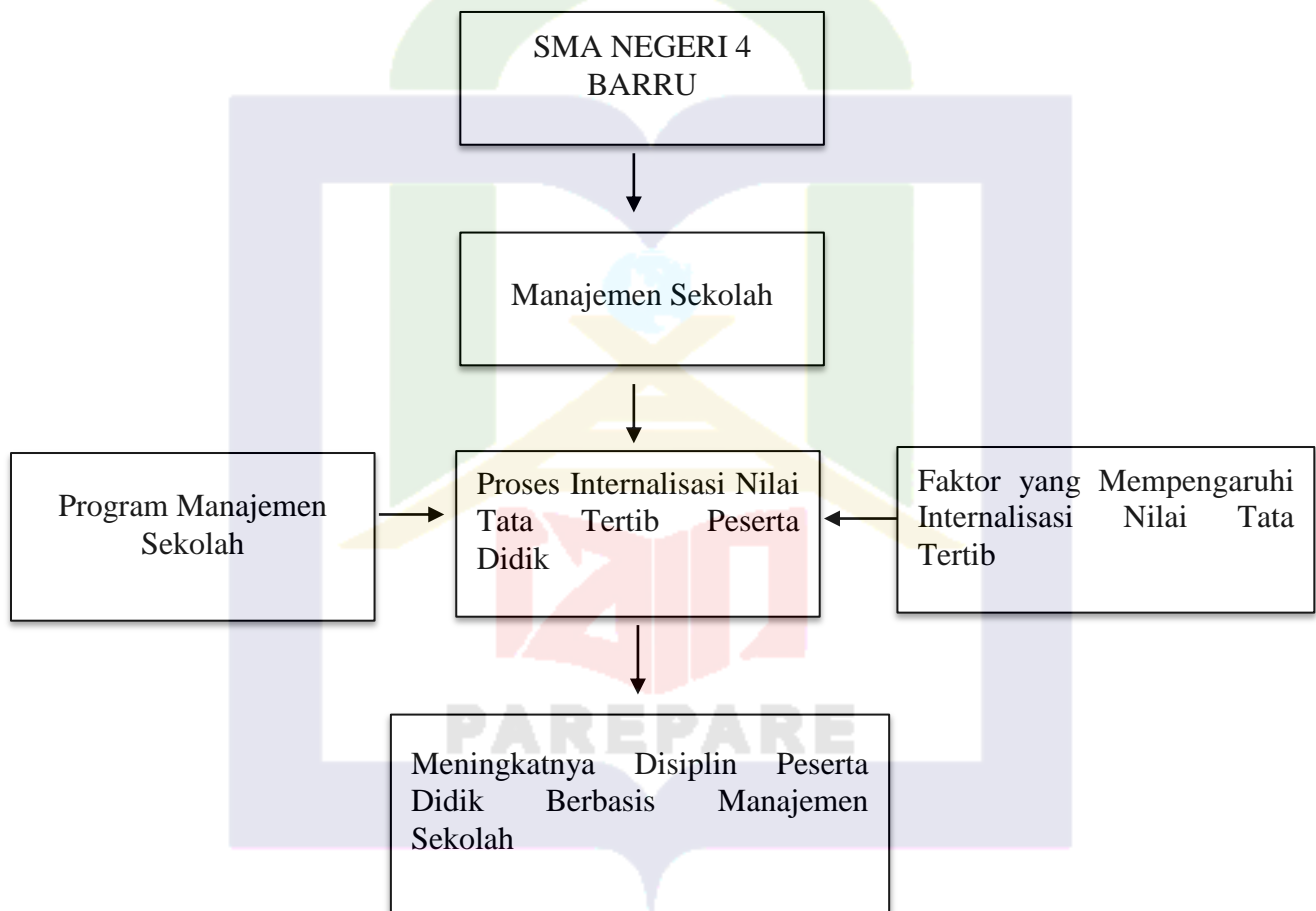 SMA NEGERI 4
BARRU
Manajemen Sekolah
Program Manajemen
Sekolah
Proses Internalisasi Nilai
Tata Tertib Peserta
Didik
Faktor yang Mempengaruhi
Internalisasi Nilai Tata
Tertib
PAREPARE
Meningkatnya Disiplin Peserta
Didik Berbasis Manajemen
Sekolah